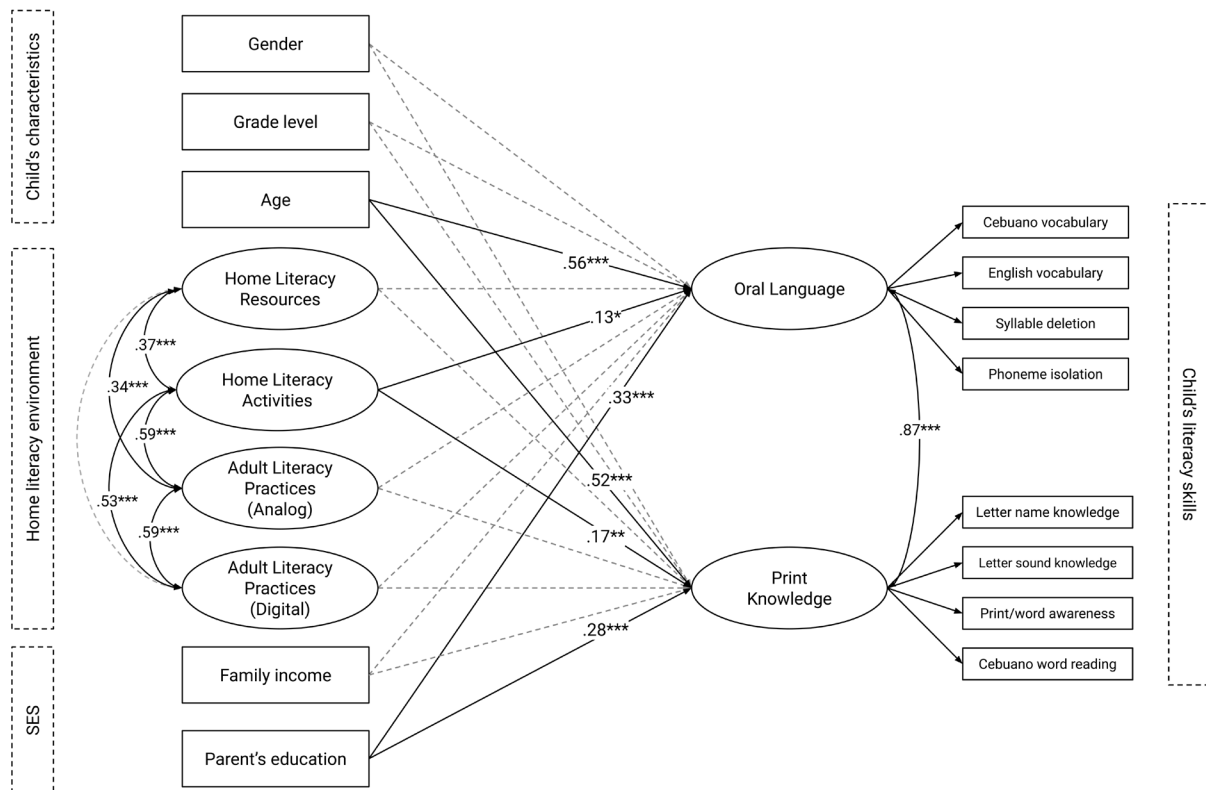 Child's characteristics
Gender
Grade level
Age
Home literacy environment
Home Literacy
Resources
Home Literacy
Activities
Adult Literacy
Practices
(Analog)
Adult Literacy
Practices
(Digital)
.37***
.34***
.59***
.53***
.59***
SES
Family income
Parent's education
.56***
.13*
.33***
.52***
.17**
.28***
Oral Language
Print
Knowledge
.87***
Cebuano vocabulary
English vocabulary
Syllable deletion
Phoneme isolation
Letter name knowledge
Letter sound knowledge
Print/word awareness
Cebuano word reading
Child's literacy skills